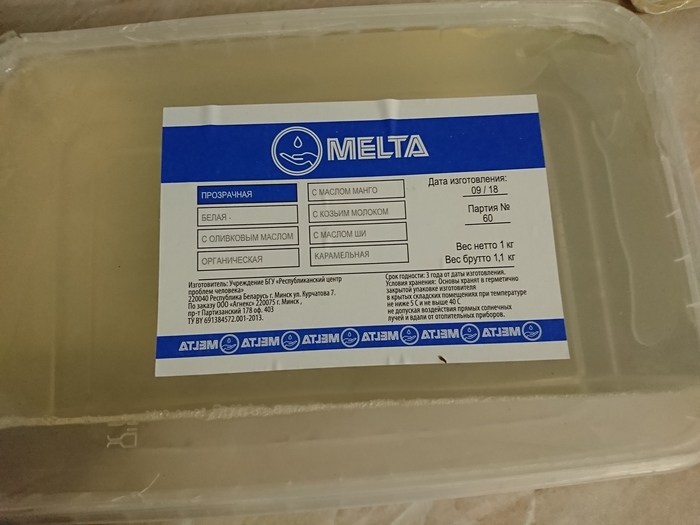 MELTA
ПРОЗРАЧНАЯ
БЕЛАЯ -
С ОЛИВКОВЫМ МАСЛОМ
ОРГАНИЧЕСКАЯ
С МАСЛОМ МАНГО
С КОЗЬИМ МОЛОКОМ
С МАСЛОМ ШИ
КАРАМЕЛЬНАЯ
Дата изготовления:
09 / 18
Партия №
60
Вес нетто 1 кг
Вес брутто 1,1 кг
Изготовитель: Учреждение БГУ «Республиканский центр
проблем человека»
220040 Республика Беларусь г. Минск ул. Курчатова 7.
По заказу ООО «Агнекс» 220075 г. Минск ,
пр-т Партизанский 178 оф. 403
TУ BY 691384572.001-2013.
Срок годности: 3 года от даты изготовления.
Условия хранения: Основы хранят в герметично
закрытой упаковке изготовителя
в крытых складских помещениях при температуре
не ниже 5 С и не выше 40 С
не допуская воздействия прямых солнечных
лучей и вдали от отопительных приборов.
MELTA MELTA MELTA MELTA MELTA MELTA